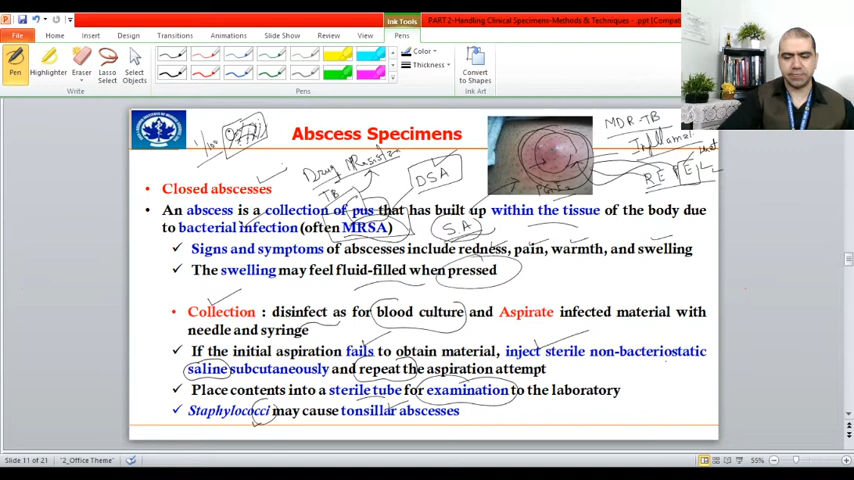 Ink Tools
PART 2-Handling Clinical Specimens-Methods & Techniques - .ppt [Compat
File Home Insert Design Transitions Animations Slide Show Review View Pens
Pen
Highlighter
Eraser
Lasso Select
Select Objects
Color
Thickness
Convert to Shapes
Write
Pens
Ink Art
Abscess Specimens
1/100
Drug
TB
DSA
S.A
MDR-TB
• Closed abscesses
• An abscess is a collection of pus that has built up within the tissue of the body due
to bacterial infection (often MRSA)
✓ Signs and symptoms of abscesses include redness, pain, warmth, and swelling
✓ The swelling may feel fluid-filled when pressed
• Collection : disinfect as for blood culture and Aspirate infected material with
needle and syringe
✓ If the initial aspiration fails to obtain material, inject sterile non-bacteriostatic
saline subcutaneously and repeat the aspiration attempt
✓ Place contents into a sterile tube for examination to the laboratory
✓ Staphylococci may cause tonsillar abscesses
Slide 11 of 21
"2_Office Theme"
55%